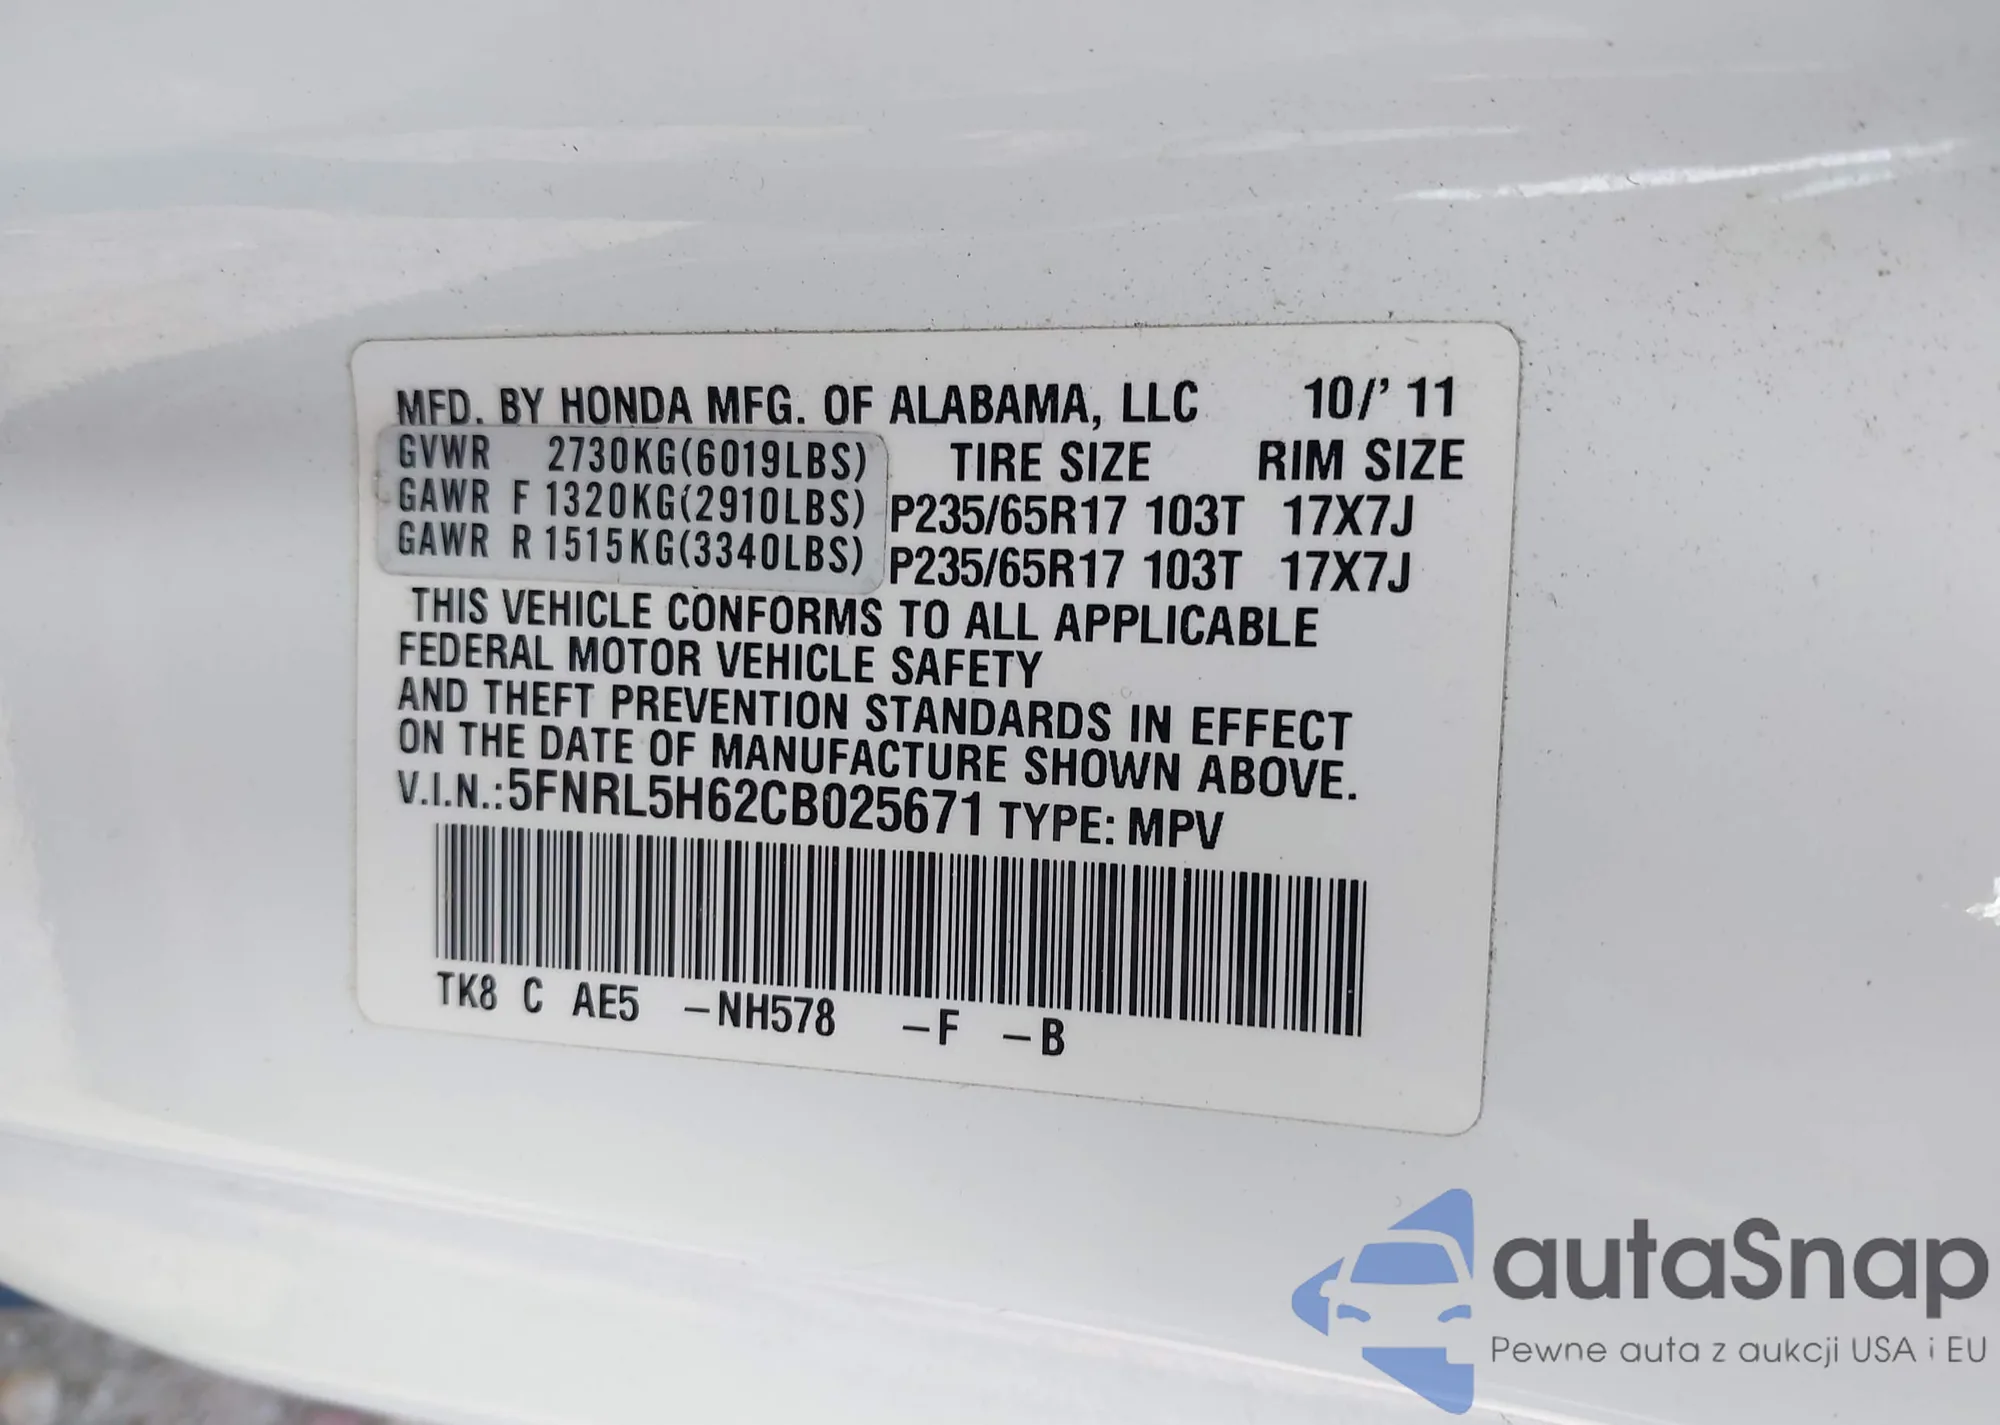 MFD. BY HONDA MFG. OF ALABAMA, LLC 10/' 11
GVWR 2730KG(6019LBS) TIRE SIZE RIM SIZE
GAWR F 1320KG(2910LBS) P235/65R17 103T 17X7J
GAWR R 1515KG(3340LBS) P235/65R17 103T 17X7J
THIS VEHICLE CONFORMS TO ALL APPLICABLE
FEDERAL MOTOR VEHICLE SAFETY
AND THEFT PREVENTION STANDARDS IN EFFECT
ON THE DATE OF MANUFACTURE SHOWN ABOVE.
V.I.N.:5FNRL5H62CB025671 TYPE: MPV
TK8 C AE5 –NH578 –F –B
autaSnap
Pewne auta z aukcji USA i EU